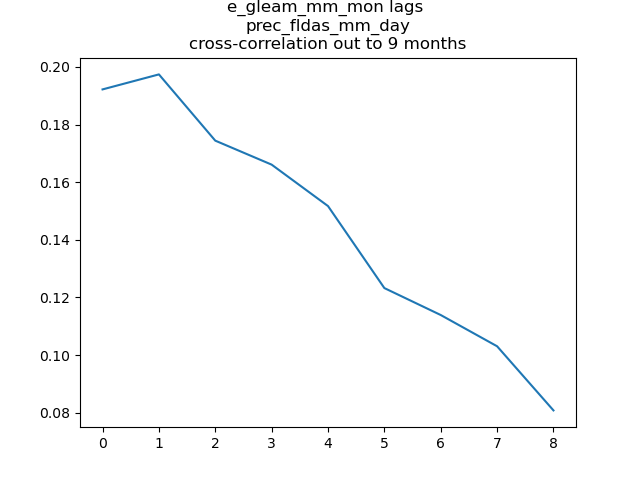 e_gleam_mm_mon lags
prec_fldas_mm_day
cross-correlation out to 9 months
0.20
0.18
0.16
0.14
0.12
0.10
0.08
0 1 2 3 4 5 6 7 8